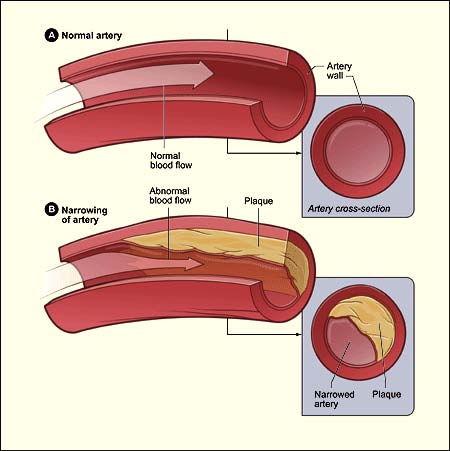 A Normal artery
Artery
wall
Normal
blood flow
Artery cross-section
Abnormal
blood flow
Plaque
B Narrowing
of artery
Narrowed
artery
Plaque